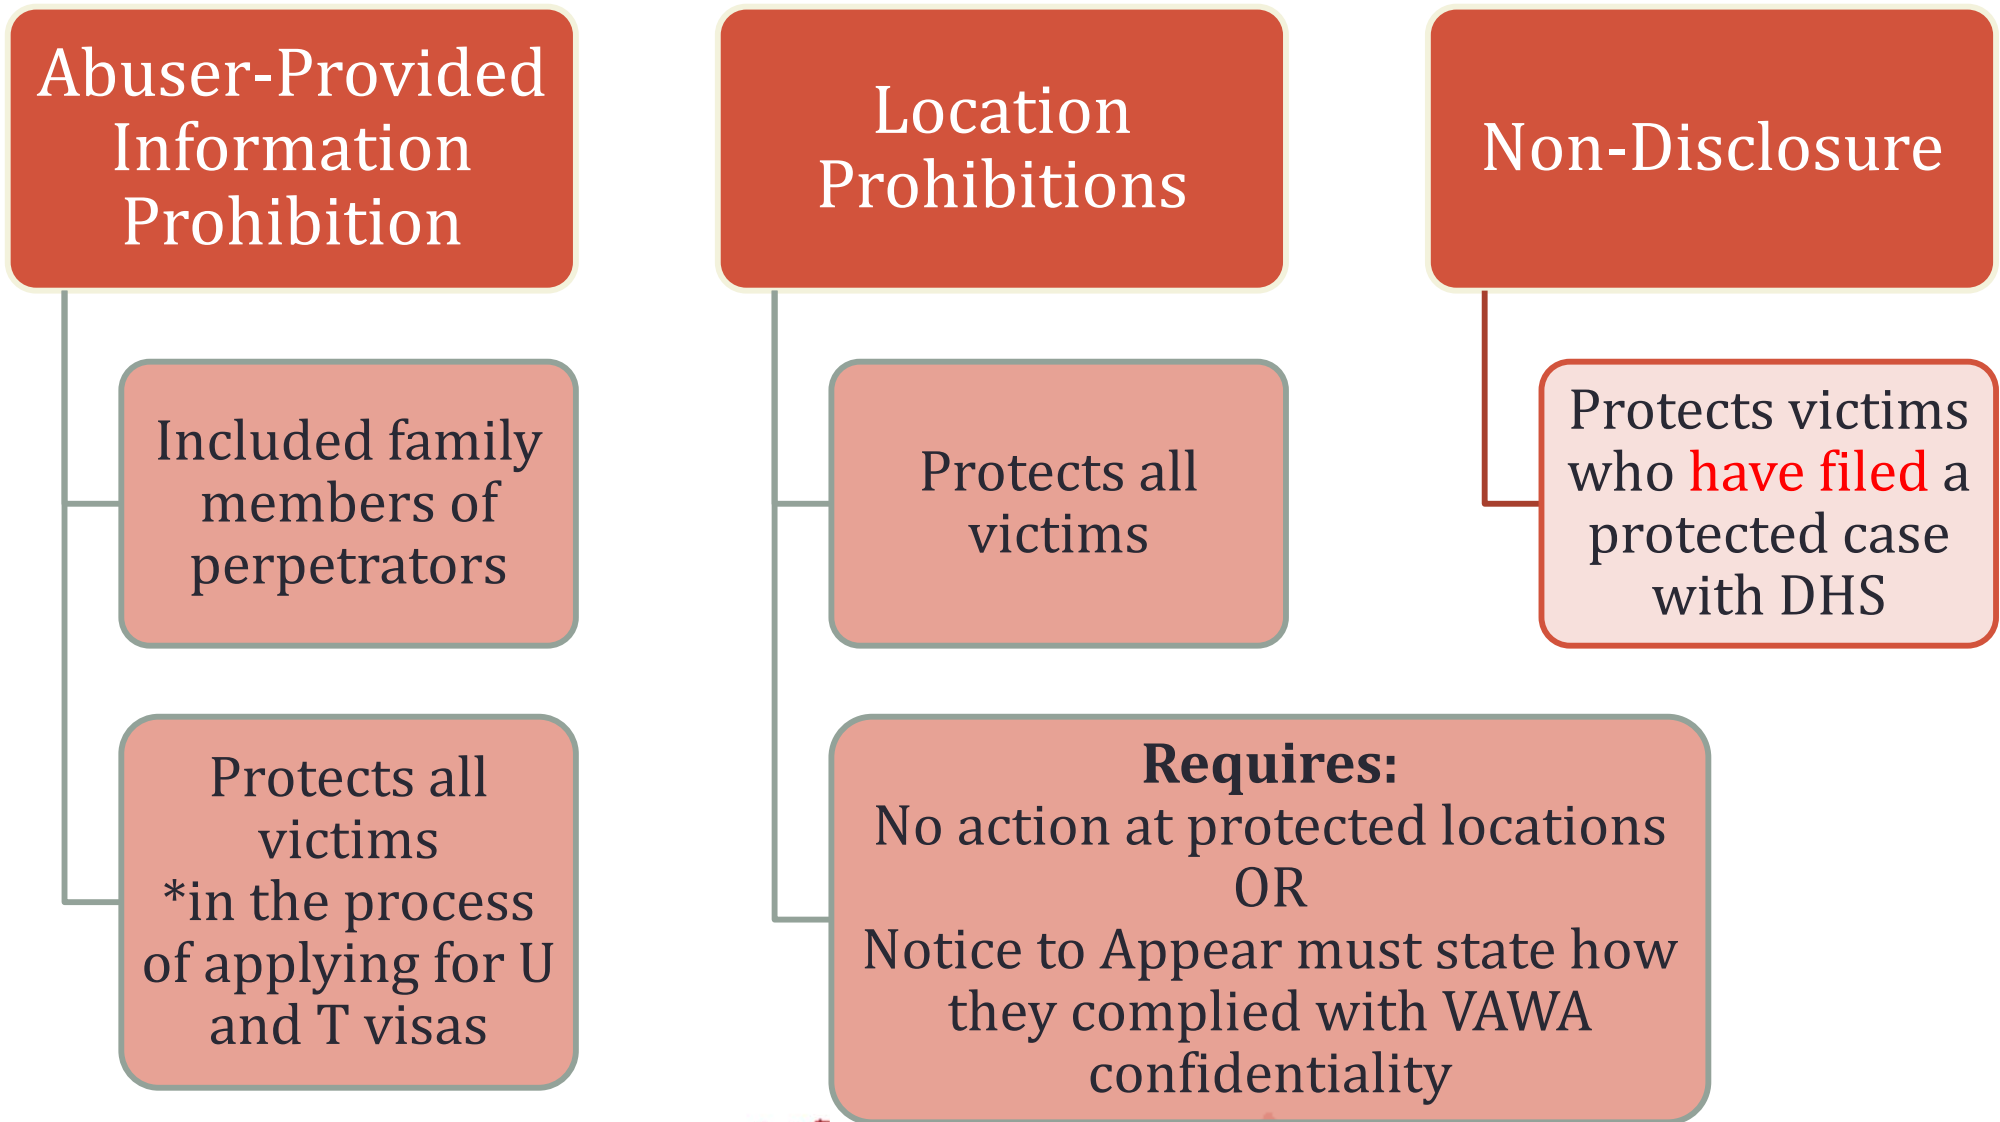 Abuser-Provided
Information
Prohibition
Included family
members of
perpetrators
Protects all
victims
*in the process
of applying for U
and T visas
Location
Prohibitions
Protects all
victims
Requires:
No action at protected locations
OR
Notice to Appear must state how
they complied with VAWA
confidentiality
Non-Disclosure
Protects victims
who have filed a
protected case
with DHS